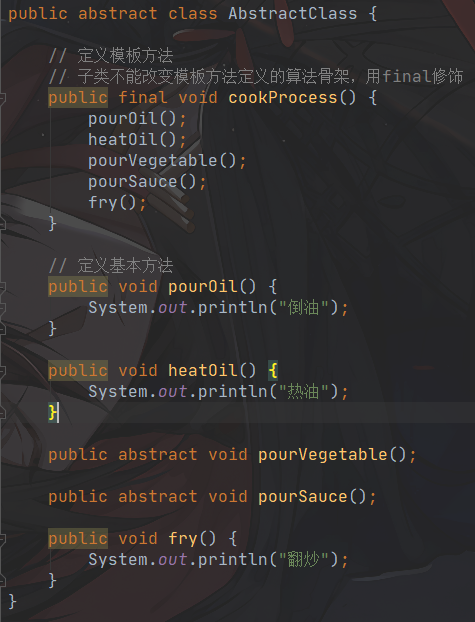 public abstract class AbstractClass {
// 定义模板方法
// 子类不能改变模板方法定义的算法骨架，用final修饰
public final void cookProcess() {
pourOil();
heatOil();
pourVegetable();
pourSauce();
fry();
}
// 定义基本方法
public void pourOil() {
System.out.println("倒油");
}
public void heatOil() {
System.out.println("热油");
}
public abstract void pourVegetable();
public abstract void pourSauce();
public void fry() {
System.out.println("翻炒");
}
}